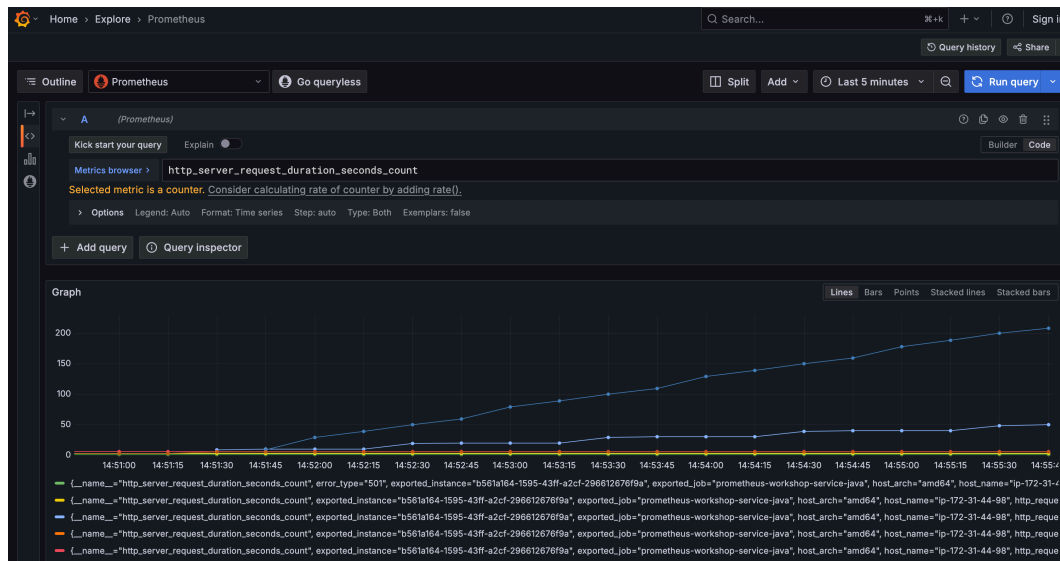 Home > Explore > Prometheus Search... ⌘+k Sign i
Query history Share
Outline Prometheus Go queryless Split Add Last 5 minutes Run query
A (Prometheus)
Kick start your query Explain Builder Code
Metrics browser > http_server_request_duration_seconds_count
Selected metric is a counter. Consider calculating rate of counter by adding rate().
> Options Legend: Auto Format: Time series Step: auto Type: Both Exemplars: false
+ Add query Query inspector
Graph Lines Bars Points Stacked lines Stacked bars
200
150
100
50
0
14:51:00 14:51:15 14:51:30 14:51:45 14:52:00 14:52:15 14:52:30 14:52:45 14:53:00 14:53:15 14:53:30 14:53:45 14:54:00 14:54:15 14:54:30 14:54:45 14:55:00 14:55:15 14:55:30 14:55:4
{__name__="http_server_request_duration_seconds_count", error_type="501", exported_instance="b561a164-1595-43ff-a2cf-296612676f9a", exported_job="prometheus-workshop-service-java", host_arch="amd64", host_name="ip-172-31-4
{__name__="http_server_request_duration_seconds_count", exported_instance="b561a164-1595-43ff-a2cf-296612676f9a", exported_job="prometheus-workshop-service-java", host_arch="amd64", host_name="ip-172-31-44-98", http_reque
{__name__="http_server_request_duration_seconds_count", exported_instance="b561a164-1595-43ff-a2cf-296612676f9a", exported_job="prometheus-workshop-service-java", host_arch="amd64", host_name="ip-172-31-44-98", http_reque
{__name__="http_server_request_duration_seconds_count", exported_instance="b561a164-1595-43ff-a2cf-296612676f9a", exported_job="prometheus-workshop-service-java", host_arch="amd64", host_name="ip-172-31-44-98", http_reque
{__name__="http_server_request_duration_seconds_count", exported_instance="b561a164-1595-43ff-a2cf-296612676f9a", exported_job="prometheus-workshop-service-java", host_arch="amd64", host_name="ip-172-31-44-98", http_reque